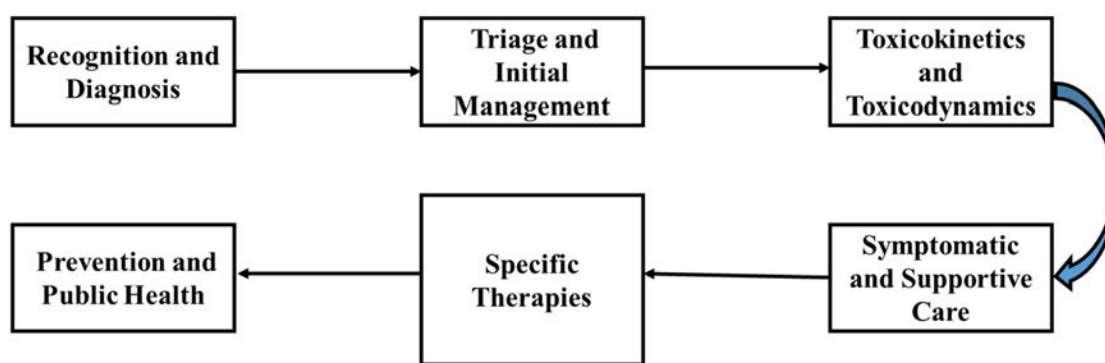 Recognition and
Diagnosis
Triage and
Initial
Management
Toxicokinetics
and
Toxicodynamics
Symptomatic
and Supportive
Care
Specific
Therapies
Prevention and
Public Health